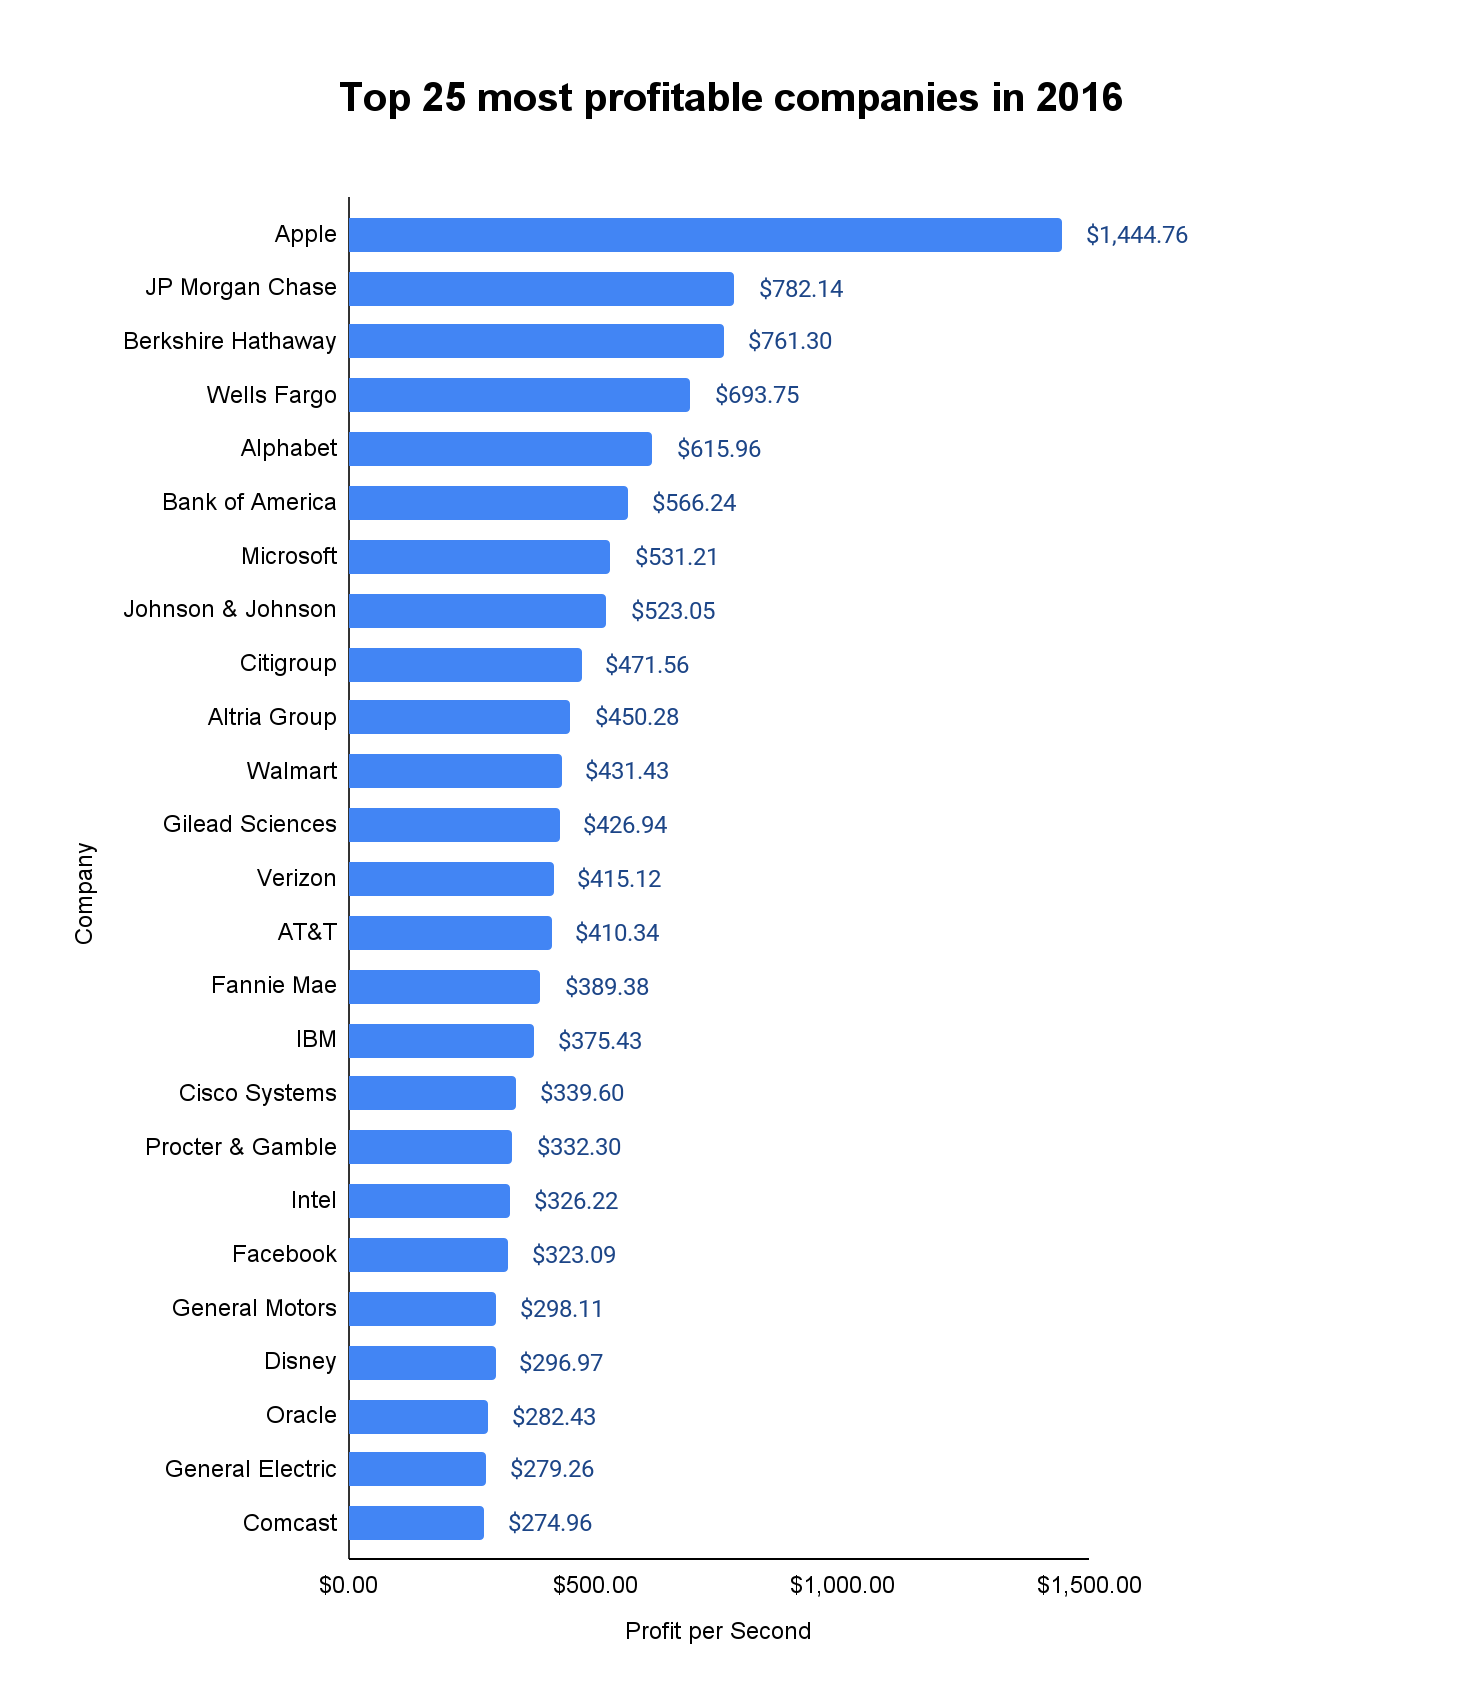 Top 25 most profitable companies in 2016
Apple $1,444.76
JP Morgan Chase $782.14
Berkshire Hathaway $761.30
Wells Fargo $693.75
Alphabet $615.96
Bank of America $566.24
Microsoft $531.21
Johnson & Johnson $523.05
Citigroup $471.56
Altria Group $450.28
Walmart $431.43
Gilead Sciences $426.94
Verizon $415.12
AT&T $410.34
Fannie Mae $389.38
IBM $375.43
Cisco Systems $339.60
Procter & Gamble $332.30
Intel $326.22
Facebook $323.09
General Motors $298.11
Disney $296.97
Oracle $282.43
General Electric $279.26
Comcast $274.96
Company
$0.00 $500.00 $1,000.00 $1,500.00
Profit per Second